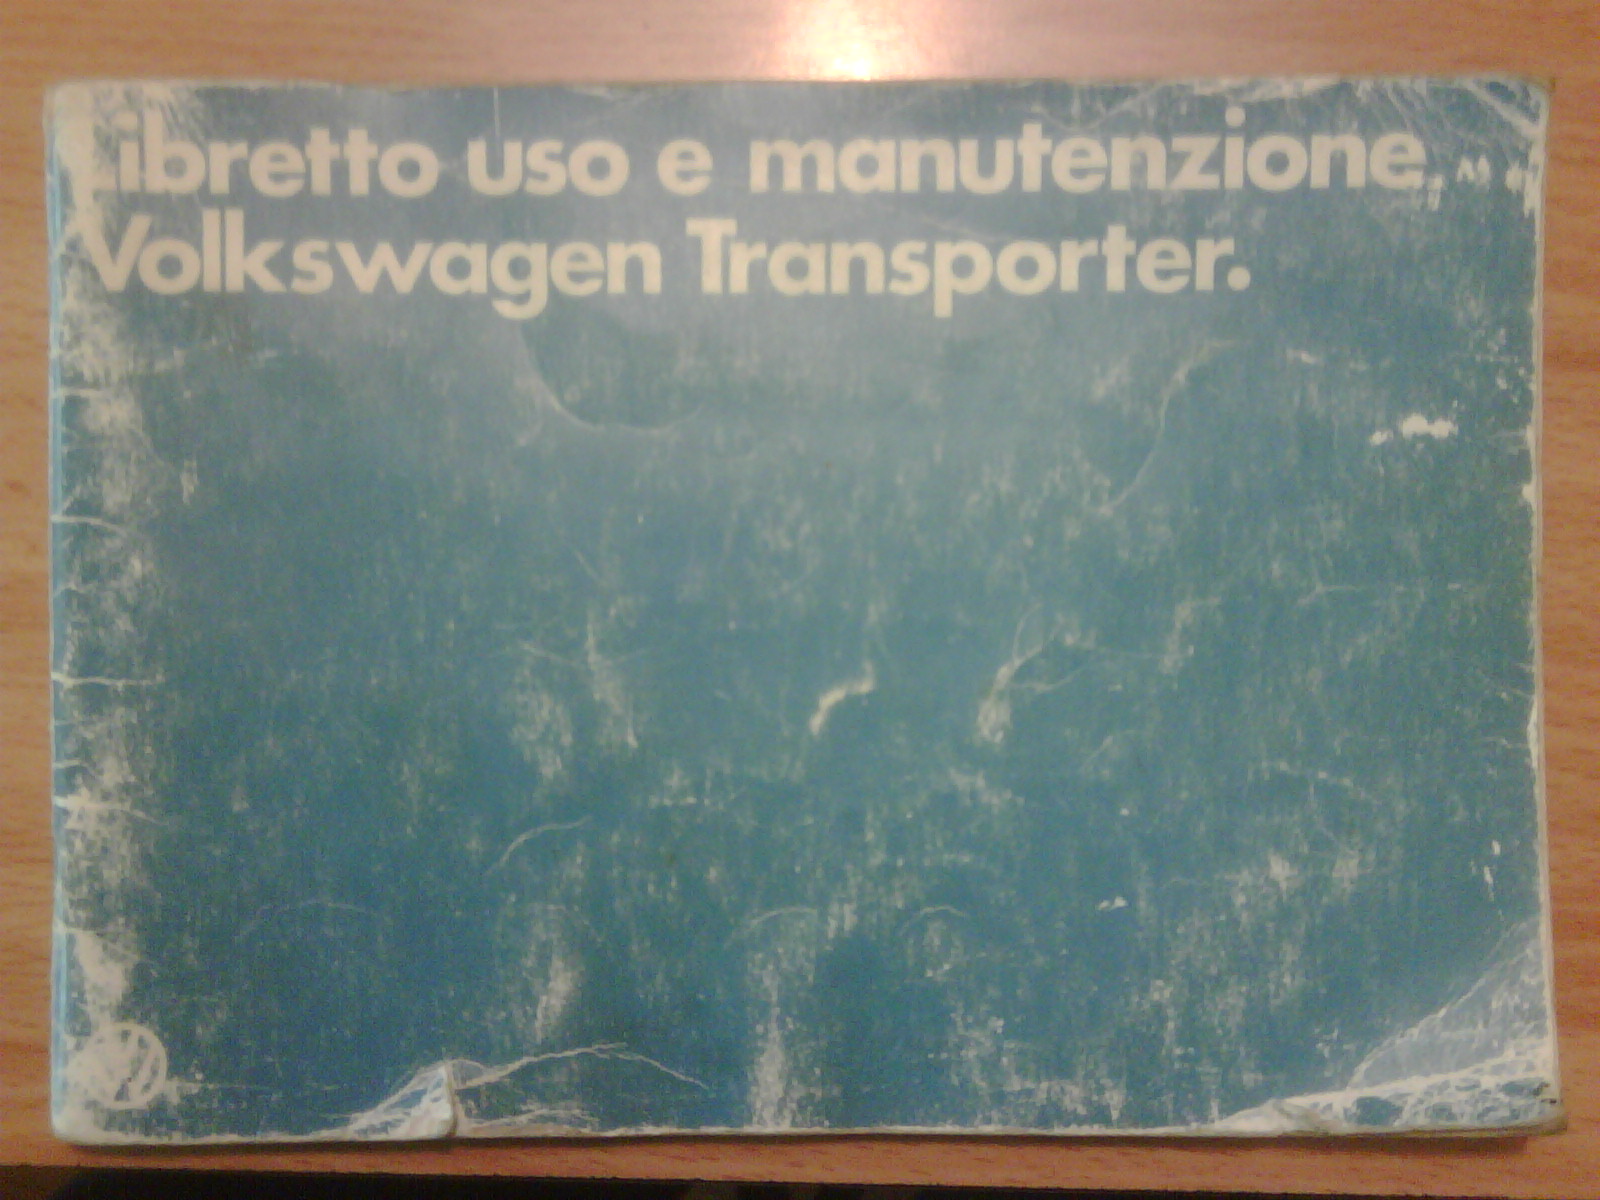 Libretto uso e manutenzione.
Volkswagen Transporter.